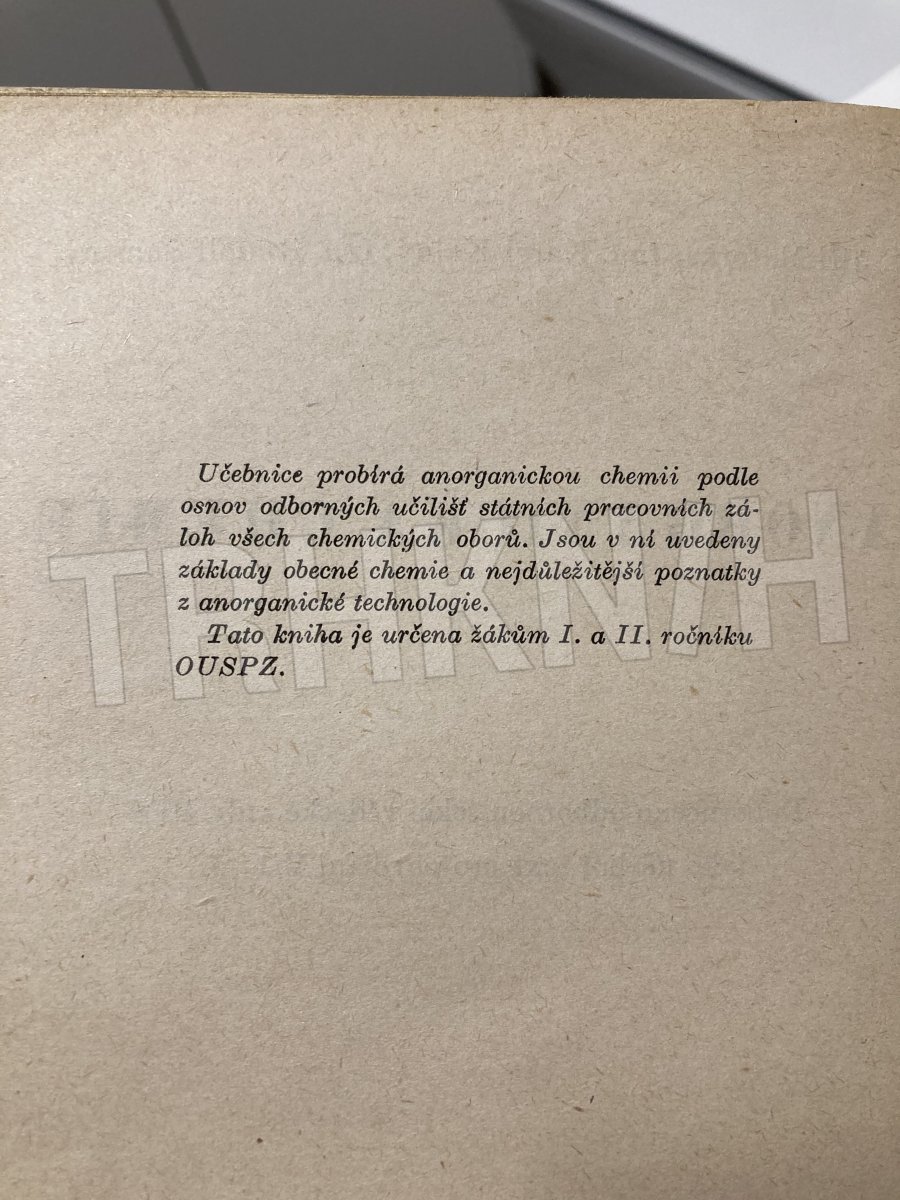 Učebnice probírá anorganickou chemii podle
osnov odborných učilišť státních pracovních zá-
loh všech chemických oborů. Jsou v ní uvedeny
základy obecné chemie a nejdůležitější poznatky
z anorganické technologie.
Tato kniha je určena žákům I. a II. ročníku
OUSPZ.
TRHKNIH